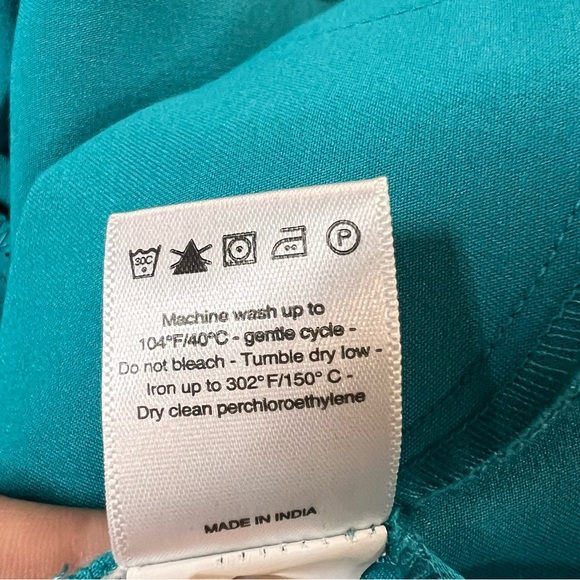 30C P
Machine wash up to
104°F/40°C - gentle cycle -
Do not bleach - Tumble dry low -
Iron up to 302°F/150° C -
Dry clean perchloroethylene
MADE IN INDIA